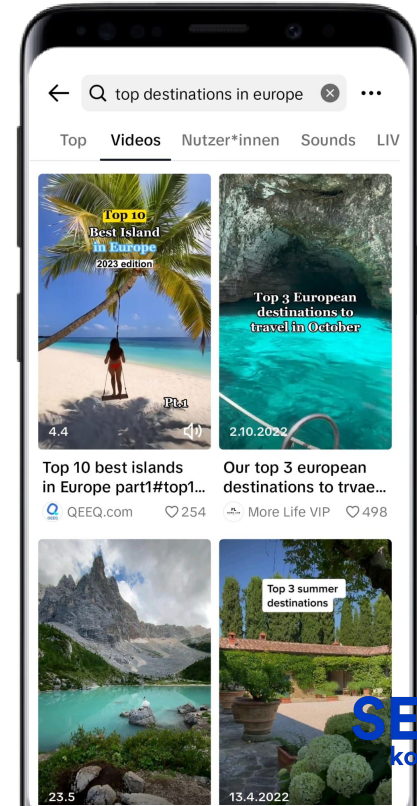 top destinations in europe
Top Videos Nutzer*innen Sounds LIV
Top 10
Best Island
in Europe
2023 edition
Pt.1
4.4
Top 3 European
destinations to
travel in October
2.10.2022
Top 10 best islands
in Europe part1#top1...
QEEQ.com 254
Our top 3 european
destinations to trvae...
More Life VIP 498
23.5
Top 3 summer
destinations
13.4.2022
SE
ko